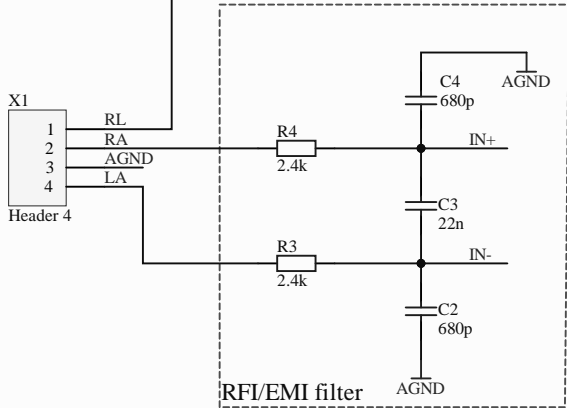 C4
680p
AGND
X1
1
RL
2
RA
3
AGND
4
LA
Header 4
R4
2.4k
IN+
C3
22n
R3
2.4k
IN-
C2
680p
AGND
RFI/EMI filter